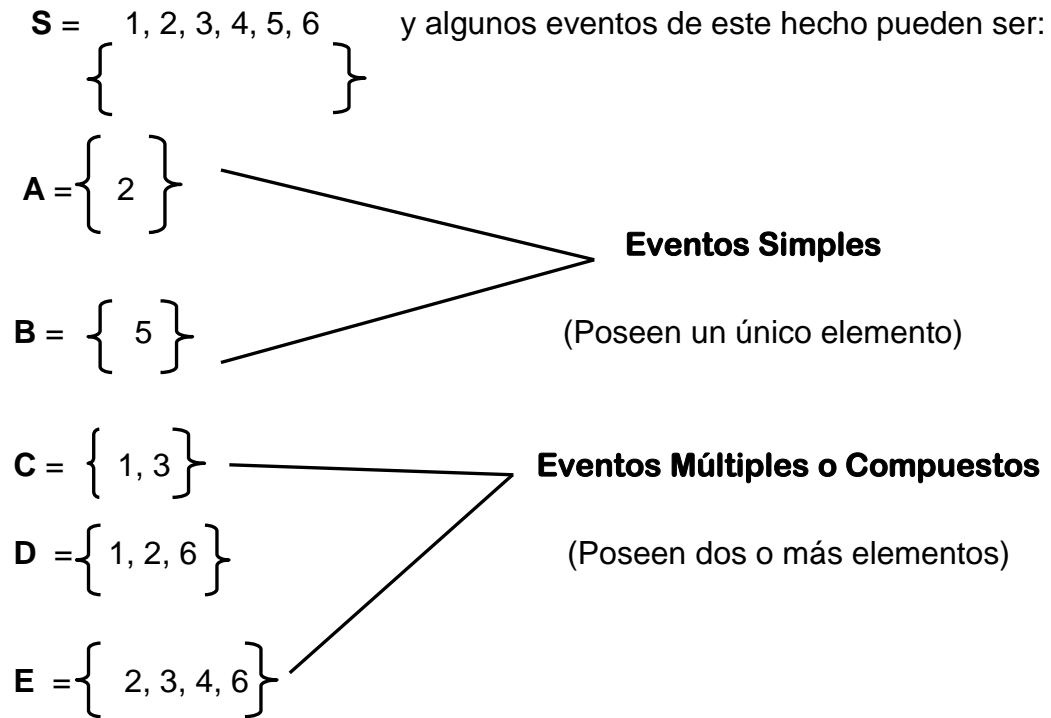 S = { 1, 2, 3, 4, 5, 6 } y algunos eventos de este hecho pueden ser:
A = { 2 }
Eventos Simples
B = { 5 } (Poseen un único elemento)
C = { 1, 3 } Eventos Múltiples o Compuestos
D = { 1, 2, 6 } (Poseen dos o más elementos)
E = { 2, 3, 4, 6 }